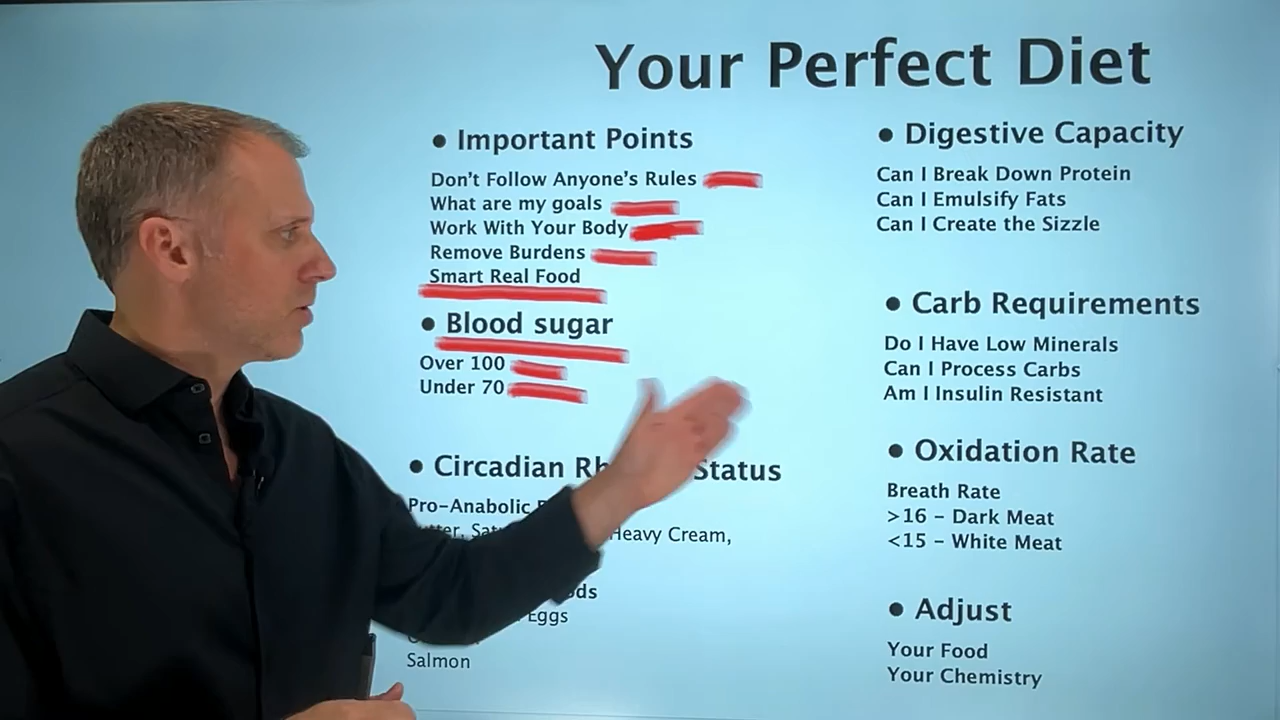 Your Perfect Diet
● Important Points
Don't Follow Anyone's Rules
What are my goals
Work With Your Body
Remove Burdens
Smart Real Food
● Blood sugar
Over 100
Under 70
● Circadian Status
Pro-Anabolic
Heavy Cream,
Eggs
Salmon
● Digestive Capacity
Can I Break Down Protein
Can I Emulsify Fats
Can I Create the Sizzle
● Carb Requirements
Do I Have Low Minerals
Can I Process Carbs
Am I Insulin Resistant
● Oxidation Rate
Breath Rate
>16 – Dark Meat
<15 – White Meat
● Adjust
Your Food
Your Chemistry